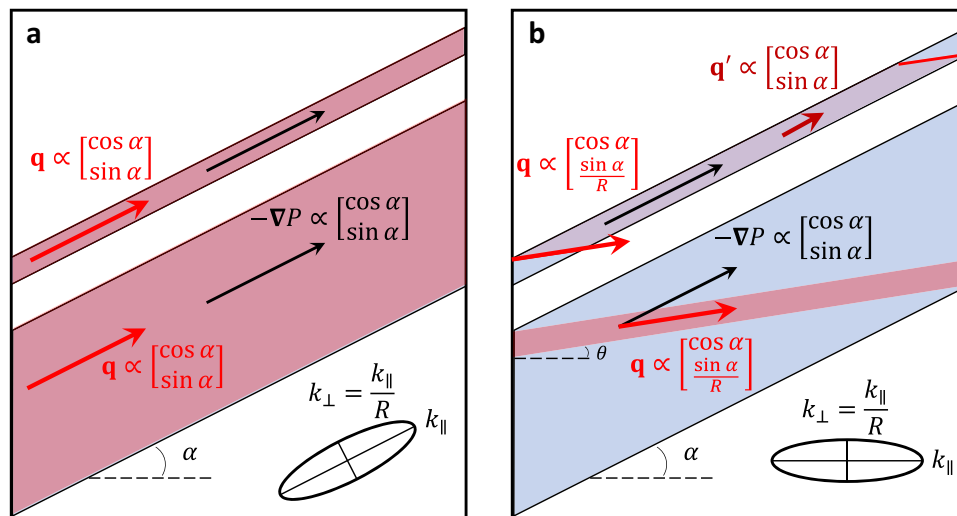 a
q ∝ [cos α
sin α]
−∇P ∝ [cos α
sin α]
q ∝ [cos α
sin α]
k⊥ = k∥
R
k∥
α
b
q′ ∝ [cos α
sin α]
q ∝ [cos α
sin α
R]
−∇P ∝ [cos α
sin α]
θ
q ∝ [cos α
sin α
R]
k⊥ = k∥
R
k∥
α